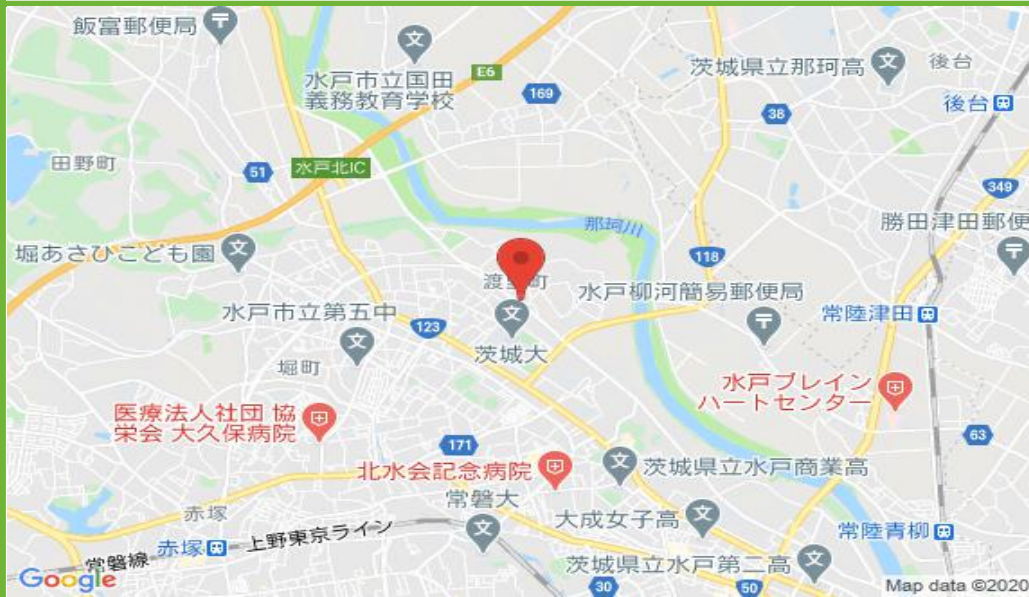 飯富郵便局
水戸市立国田
義務教育学校
E6
169
茨城県立那珂高
後台
後台
38
田野町
51
水戸北IC
349
那珂川
勝田津田郵便
堀あさひこども園
118
水戸柳河簡易郵便局
水戸市立第五中
123
茨城大
常陸津田
堀町
水戸ブレイン
ハートセンター
医療法人社団 協
栄会 大久保病院
171
63
北水会記念病院
茨城県立水戸商業高
常磐大
赤塚
大成女子高
上野東京ライン
常陸青柳
赤塚
常磐線
茨城県立水戸第二高
Google
30
50
Map data ©2020